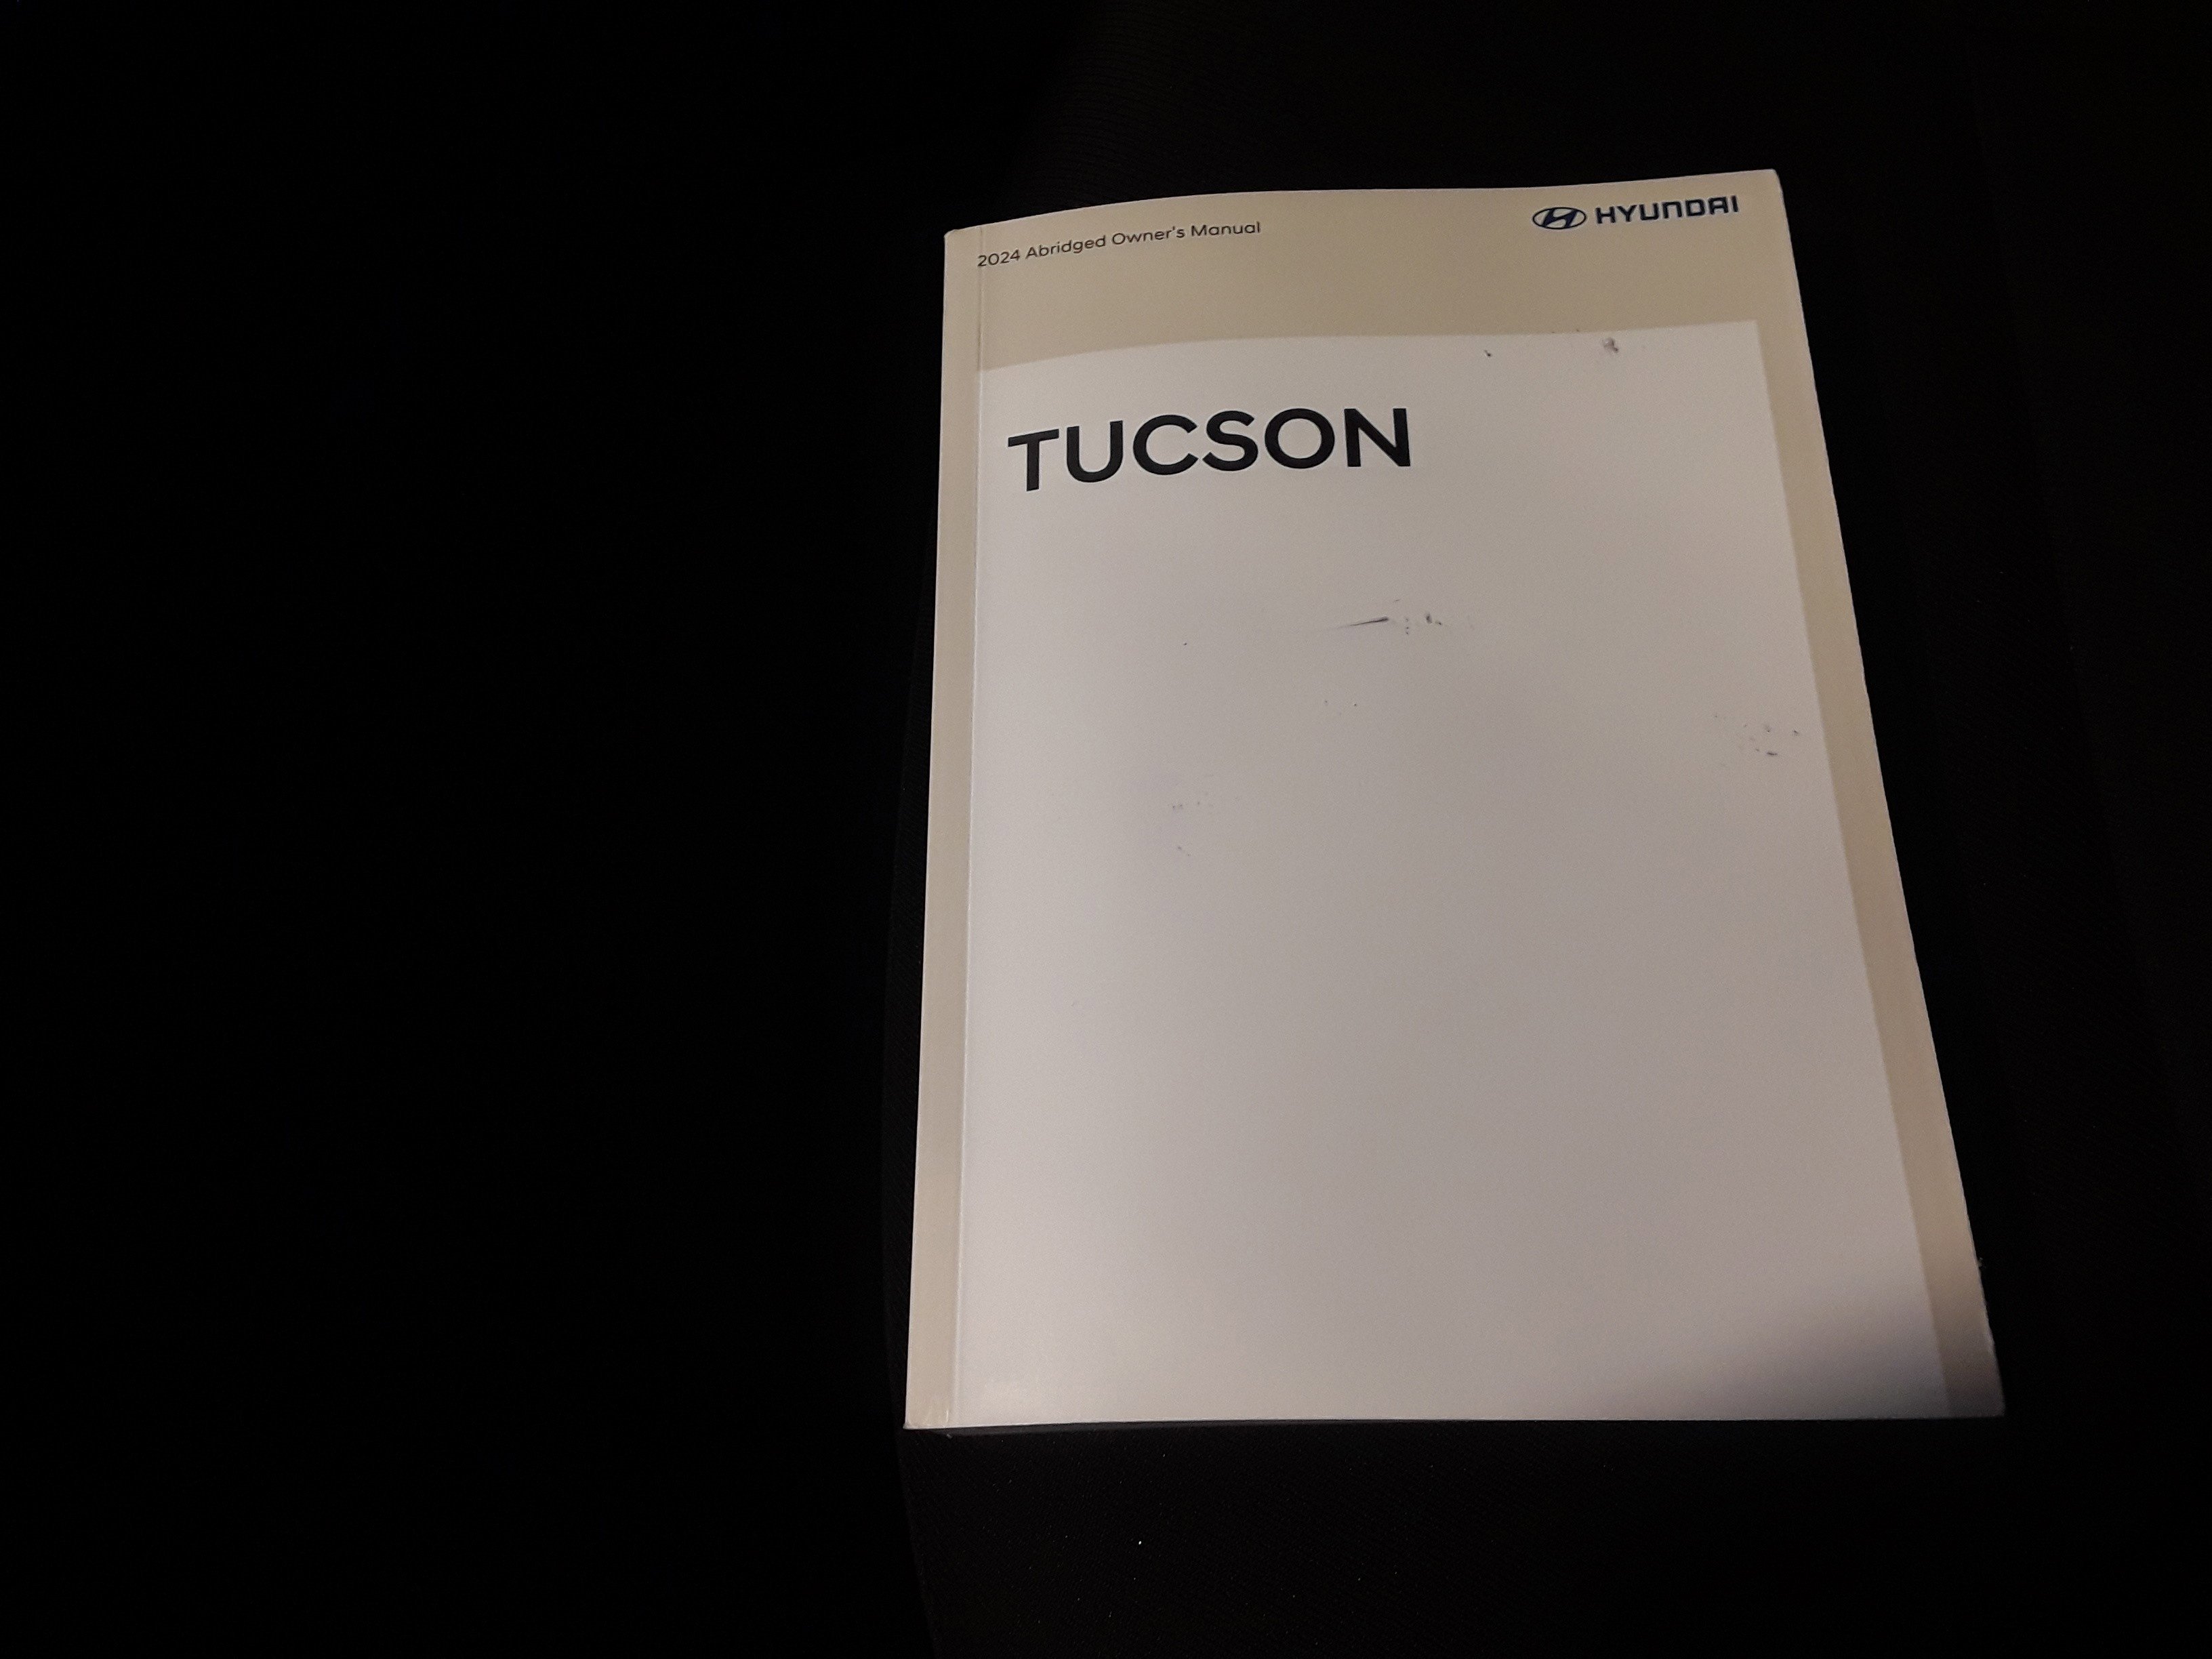 2024 Abridged Owner's Manual
HYUNDAI
TUCSON